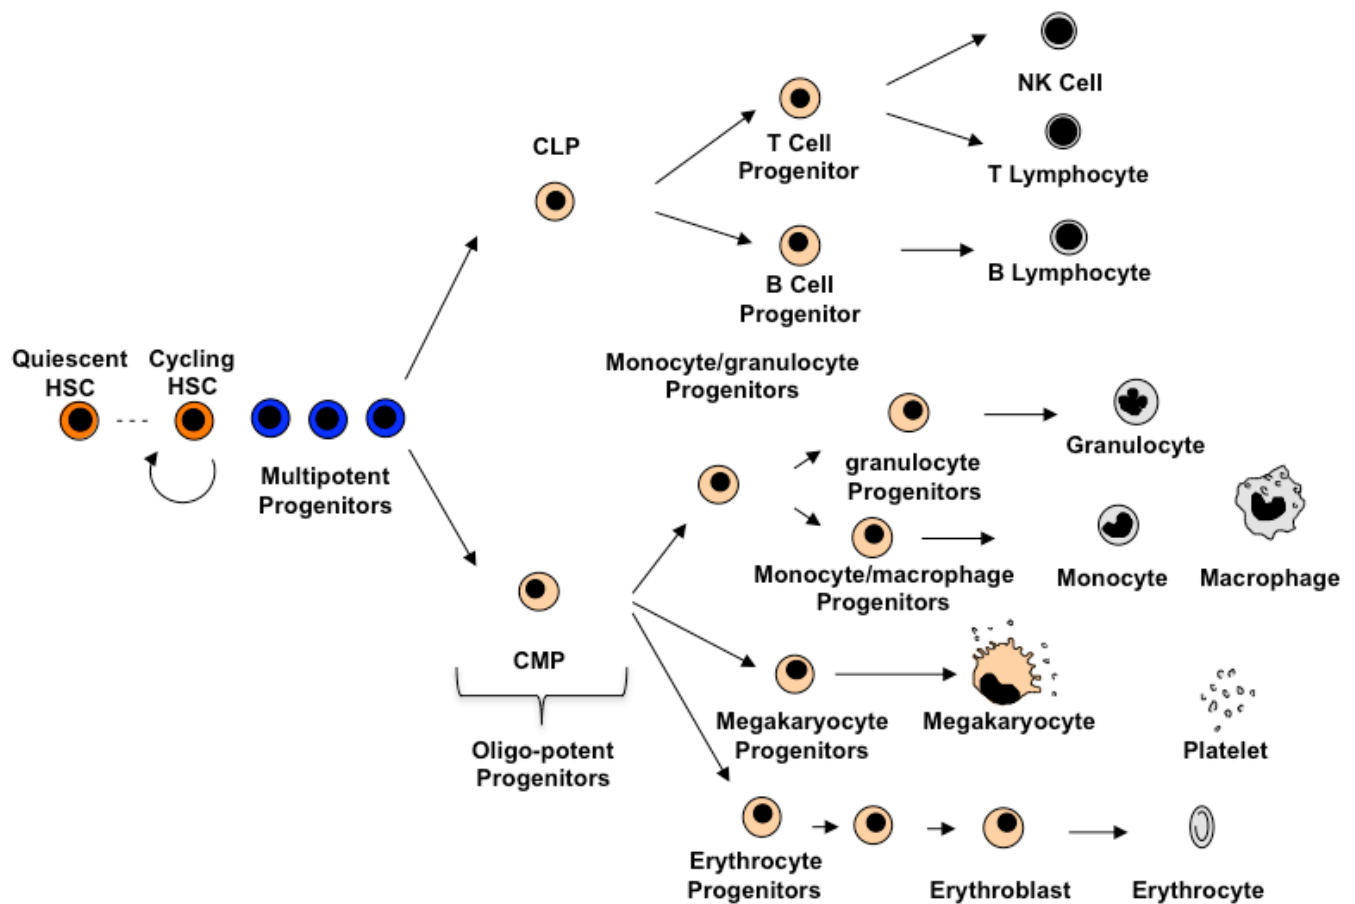 NK Cell
CLP
T Cell
Progenitor
T Lymphocyte
B Cell
Progenitor
B Lymphocyte
Quiescent
HSC
Cycling
HSC
Multipotent
Progenitors
Monocyte/granulocyte
Progenitors
granulocyte
Progenitors
Granulocyte
Monocyte/macrophage
Progenitors
Monocyte
Macrophage
CMP
Oligo-potent
Progenitors
Megakaryocyte
Progenitors
Megakaryocyte
Platelet
Erythrocyte
Progenitors
Erythroblast
Erythrocyte